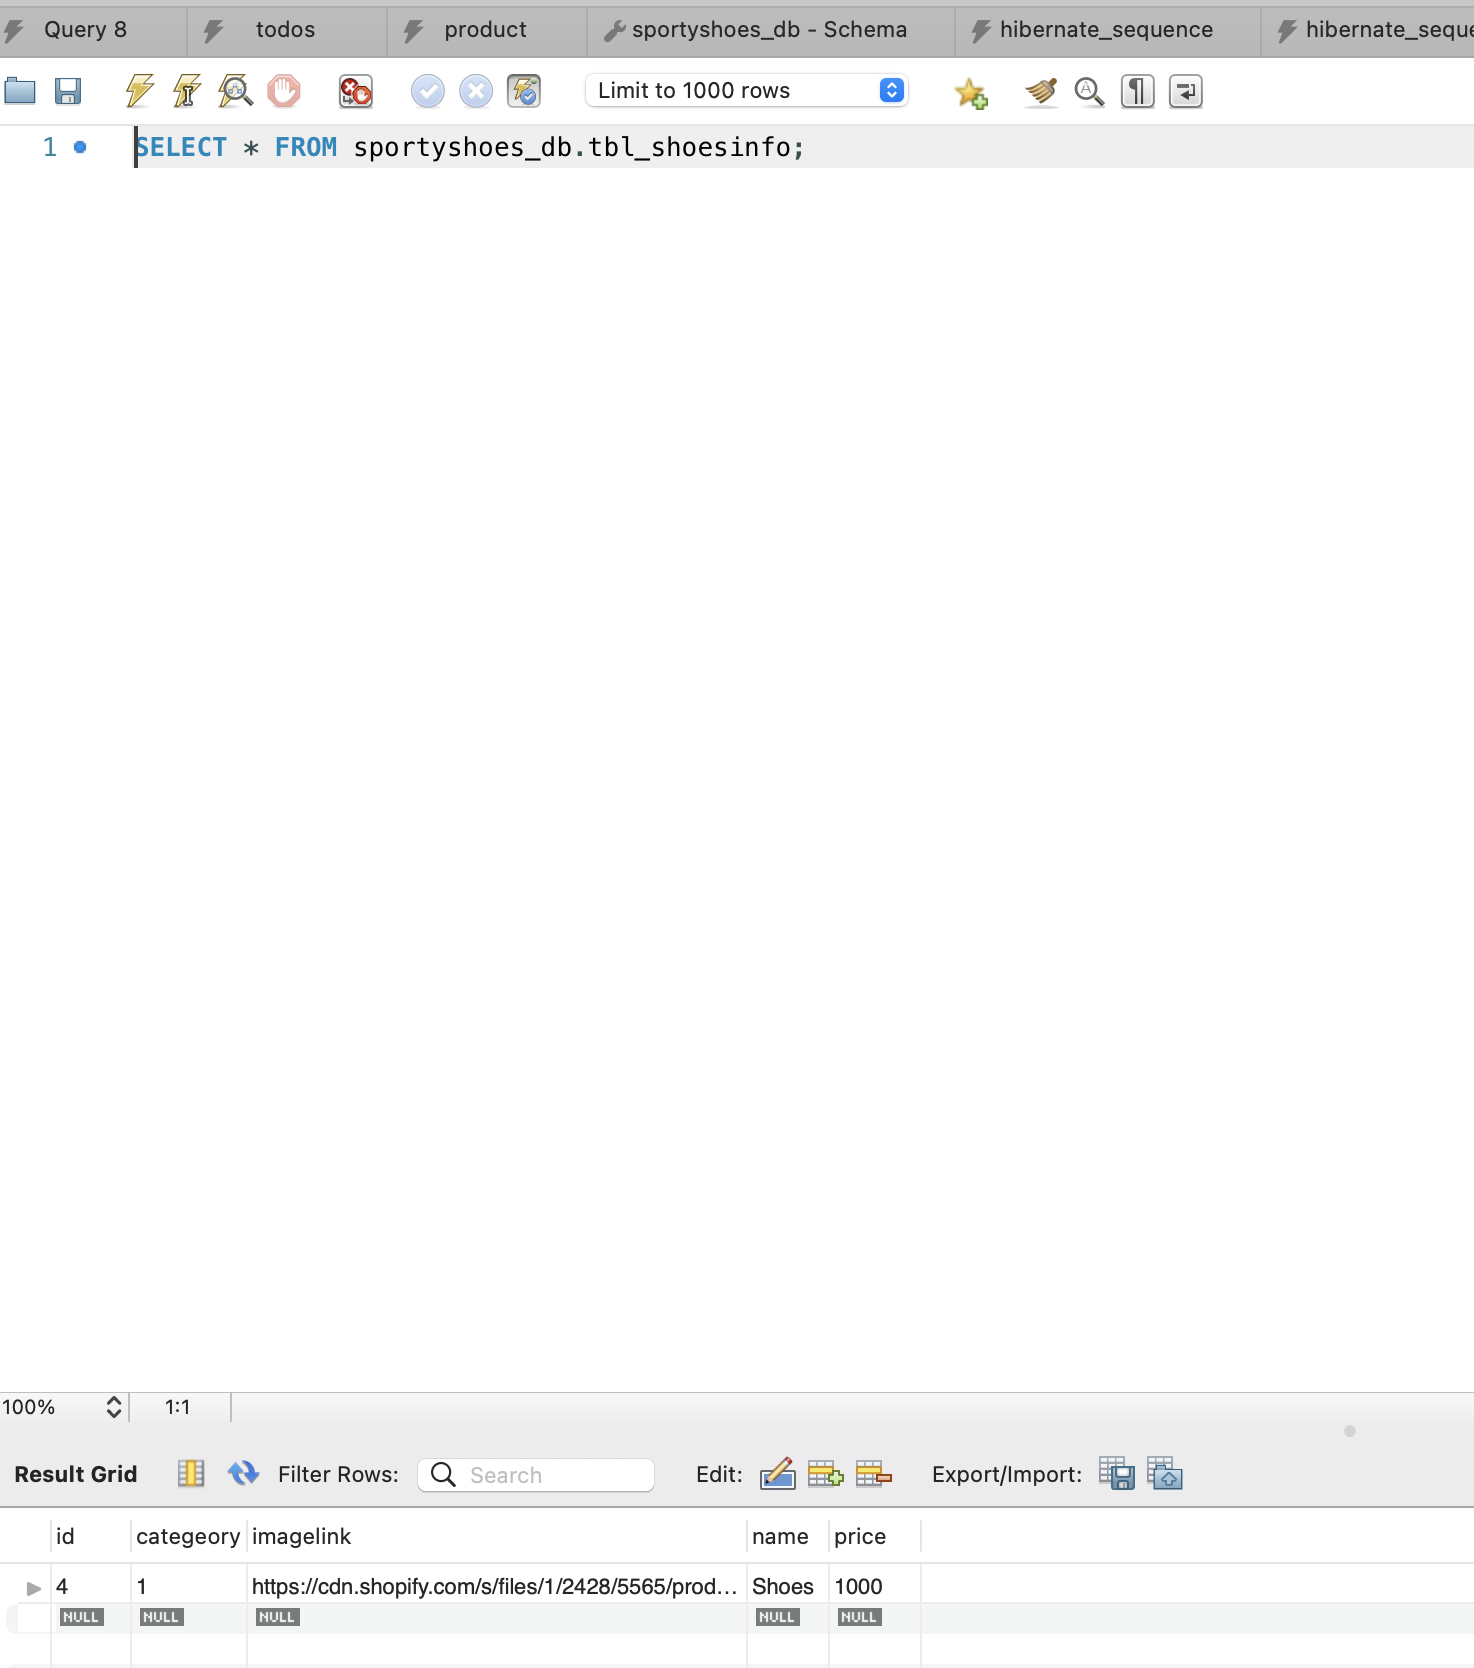 Query 8 todos product sportyshoes_db - Schema hibernate_sequence hibernate_seque
Limit to 1000 rows
1 SELECT * FROM sportyshoes_db.tbl_shoesinfo;
100% 1:1
Result Grid Filter Rows: Search Edit: Export/Import:
id categeory imagelink name price
4 1 https://cdn.shopify.com/s/files/1/2428/5565/prod... Shoes 1000
NULL NULL NULL NULL NULL